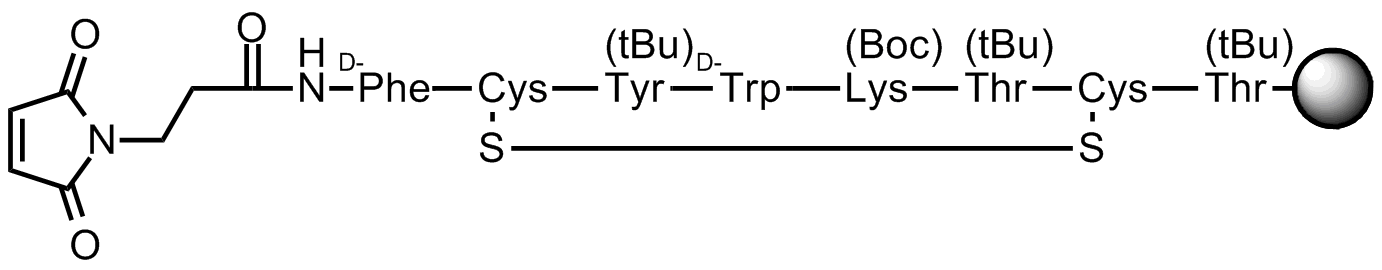 O O H (tBu) (Boc) (tBu) (tBu)
N N D-Phe Cys Tyr D-Trp Lys Thr Cys Thr
S S
O